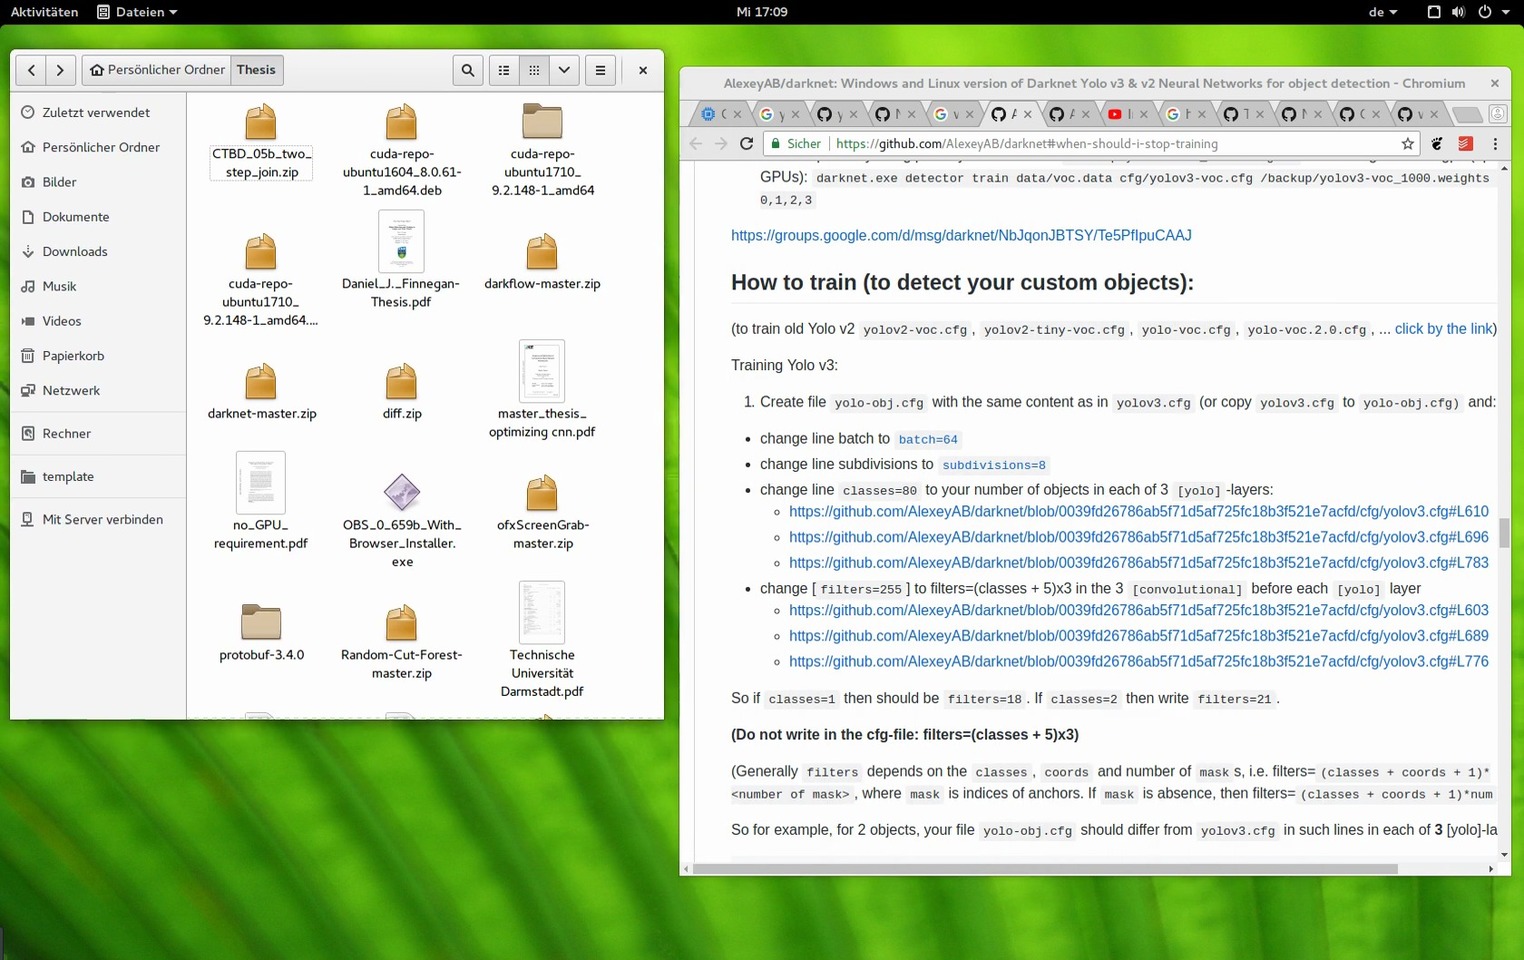 Aktivitäten
Dateien
Mi 17:09
de
Persönlicher Ordner
Thesis
Zuletzt verwendet
Persönlicher Ordner
Bilder
Dokumente
Downloads
Musik
Videos
Papierkorb
Netzwerk
Rechner
template
Mit Server verbinden
CTBD_05b_two_
step_join.zip
cuda-repo-
ubuntu1604_8.0.61-
1_amd64.deb
cuda-repo-
ubuntu1710_
9.2.148-1_amd64
cuda-repo-
ubuntu1710_
9.2.148-1_amd64....
Daniel_J._Finnegan-
Thesis.pdf
darkflow-master.zip
darknet-master.zip
diff.zip
master_thesis_
optimizing cnn.pdf
no_GPU_
requirement.pdf
OBS_0_659b_With_
Browser_Installer.
exe
ofxScreenGrab-
master.zip
protobuf-3.4.0
Random-Cut-Forest-
master.zip
Technische
Universität
Darmstadt.pdf
AlexeyAB/darknet: Windows and Linux version of Darknet Yolo v3 & v2 Neural Networks for object detection - Chromium
Sicher
https://github.com/AlexeyAB/darknet#when-should-i-stop-training
GPUs): darknet.exe detector train data/voc.data cfg/yolov3-voc.cfg /backup/yolov3-voc_1000.weights
0,1,2,3
https://groups.google.com/d/msg/darknet/NbJqonJBTSY/Te5PfIpuCAAJ
How to train (to detect your custom objects):
(to train old Yolo v2 yolov2-voc.cfg , yolov2-tiny-voc.cfg , yolo-voc.cfg , yolo-voc.2.0.cfg , ... click by the link)
Training Yolo v3:
1. Create file yolo-obj.cfg with the same content as in yolov3.cfg (or copy yolov3.cfg to yolo-obj.cfg) and:
• change line batch to batch=64
• change line subdivisions to subdivisions=8
• change line classes=80 to your number of objects in each of 3 [yolo] -layers:
https://github.com/AlexeyAB/darknet/blob/0039fd26786ab5f71d5af725fc18b3f521e7acfd/cfg/yolov3.cfg#L610
https://github.com/AlexeyAB/darknet/blob/0039fd26786ab5f71d5af725fc18b3f521e7acfd/cfg/yolov3.cfg#L696
https://github.com/AlexeyAB/darknet/blob/0039fd26786ab5f71d5af725fc18b3f521e7acfd/cfg/yolov3.cfg#L783
• change [ filters=255 ] to filters=(classes + 5)x3 in the 3 [convolutional] before each [yolo] layer
https://github.com/AlexeyAB/darknet/blob/0039fd26786ab5f71d5af725fc18b3f521e7acfd/cfg/yolov3.cfg#L603
https://github.com/AlexeyAB/darknet/blob/0039fd26786ab5f71d5af725fc18b3f521e7acfd/cfg/yolov3.cfg#L689
https://github.com/AlexeyAB/darknet/blob/0039fd26786ab5f71d5af725fc18b3f521e7acfd/cfg/yolov3.cfg#L776
So if classes=1 then should be filters=18 . If classes=2 then write filters=21 .
(Do not write in the cfg-file: filters=(classes + 5)x3)
(Generally filters depends on the classes , coords and number of mask s, i.e. filters= (classes + coords + 1)*
<number of mask> , where mask is indices of anchors. If mask is absence, then filters= (classes + coords + 1)*num
So for example, for 2 objects, your file yolo-obj.cfg should differ from yolov3.cfg in such lines in each of 3 [yolo]-la